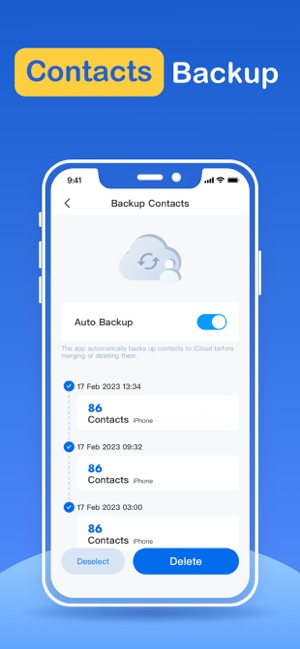 Contacts Backup
9:41
Backup Contacts
Auto Backup
The app automatically backs up contacts to iCloud before
merging or deleting them.
17 Feb 2023 13:34
86
Contacts iPhone
17 Feb 2023 09:32
86
Contacts iPhone
17 Feb 2023 03:00
86
Contacts iPhone
Deselect Delete